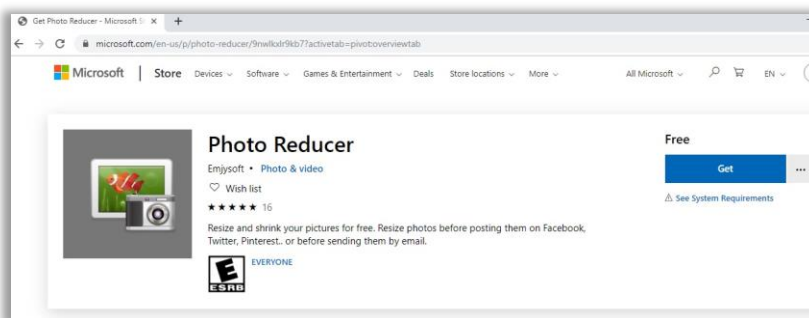 Get Photo Reducer - Microsoft S
microsoft.com/en-us/p/photo-reducer/9nwlkxlr9kb7?activetab=pivot:overviewtab
Microsoft | Store Devices Software Games & Entertainment Deals Store locations More All Microsoft EN
Photo Reducer
Emjysoft • Photo & video
Wish list
★★★★★ 16
Resize and shrink your pictures for free. Resize photos before posting them on Facebook,
Twitter, Pinterest.. or before sending them by email.
E
ESRB
EVERYONE
Free
Get ...
See System Requirements